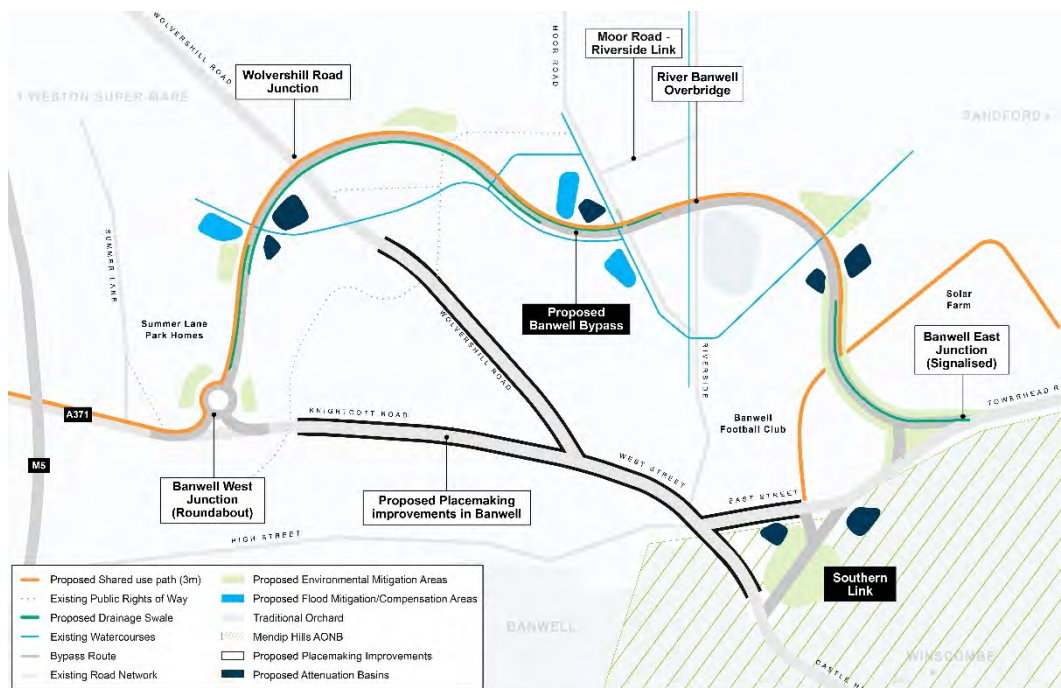 WOLVERSHILL ROAD
MOOR ROAD
Moor Road -
Riverside Link
River Banwell
Overbridge
Wolvershill Road
Junction
WESTON SUPER-MARE
SANDFORD
SUMMER LANE
Summer Lane
Park Homes
Proposed
Banwell Bypass
WOLVERSHILL ROAD
RIVERSIDE
Solar
Farm
Banwell East
Junction
(Signalised)
TOWERHEAD R
Banwell
Football Club
A371
KNIGHTCOTT ROAD
M5
Banwell West
Junction
(Roundabout)
Proposed Placemaking
improvements in Banwell
WEST STREET
EAST STREET
HIGH STREET
Southern
Link
BANWELL
WINSCOMBE
CASTLE H
Proposed Shared use path (3m)
Existing Public Rights of Way
Proposed Drainage Swale
Existing Watercourses
Bypass Route
Existing Road Network
Proposed Environmental Mitigation Areas
Proposed Flood Mitigation/Compensation Areas
Traditional Orchard
Mendip Hills AONB
Proposed Placemaking Improvements
Proposed Attenuation Basins